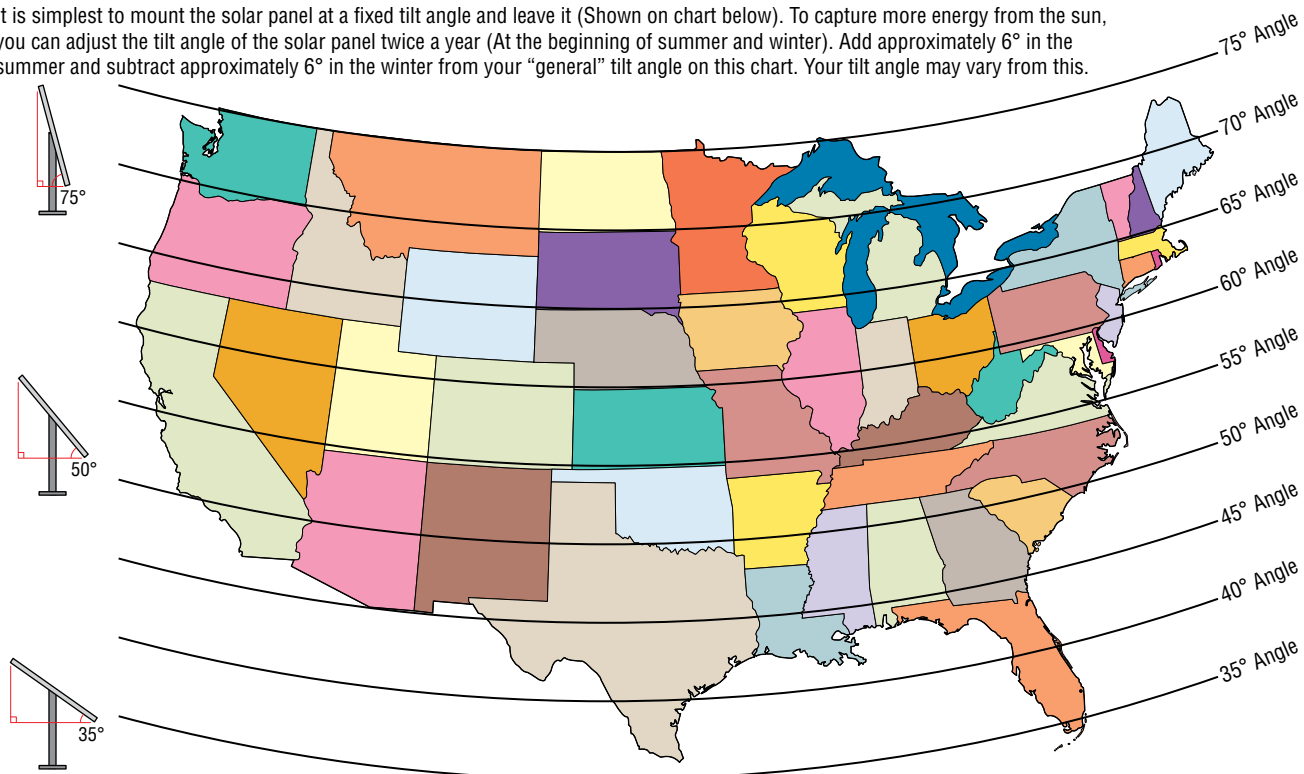 t is simplest to mount the solar panel at a fixed tilt angle and leave it (Shown on chart below). To capture more energy from the sun,
you can adjust the tilt angle of the solar panel twice a year (At the beginning of summer and winter). Add approximately 6° in the
summer and subtract approximately 6° in the winter from your “general” tilt angle on this chart. Your tilt angle may vary from this.
75° Angle
70° Angle
65° Angle
60° Angle
55° Angle
50° Angle
45° Angle
40° Angle
35° Angle
75°
50°
35°